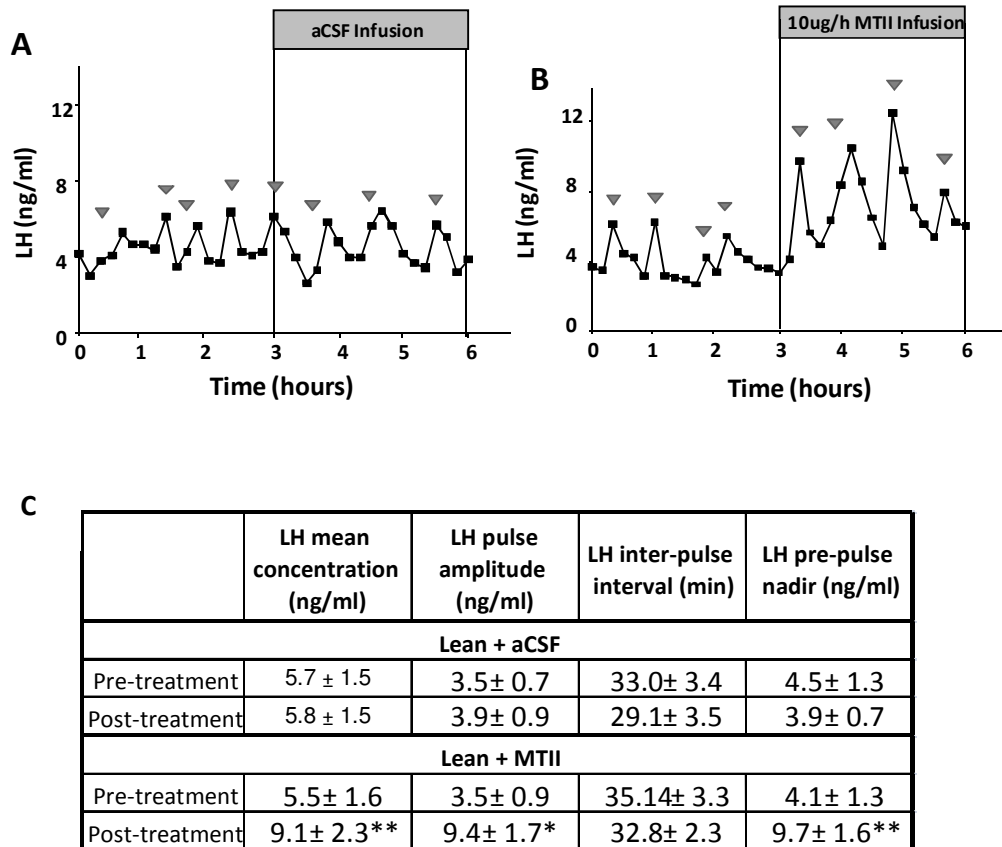 A
aCSF Infusion
12
8
4
0
LH (ng/ml)
0 1 2 3 4 5 6
Time (hours)
B
10ug/h MTII Infusion
12
8
4
0
LH (ng/ml)
0 1 2 3 4 5 6
Time (hours)
C
LH mean concentration (ng/ml)
LH pulse amplitude (ng/ml)
LH inter-pulse interval (min)
LH pre-pulse nadir (ng/ml)
Lean + aCSF
Pre-treatment 5.7 ± 1.5 3.5± 0.7 33.0± 3.4 4.5± 1.3
Post-treatment 5.8 ± 1.5 3.9± 0.9 29.1± 3.5 3.9± 0.7
Lean + MTII
Pre-treatment 5.5± 1.6 3.5± 0.9 35.14± 3.3 4.1± 1.3
Post-treatment 9.1± 2.3** 9.4± 1.7* 32.8± 2.3 9.7± 1.6**